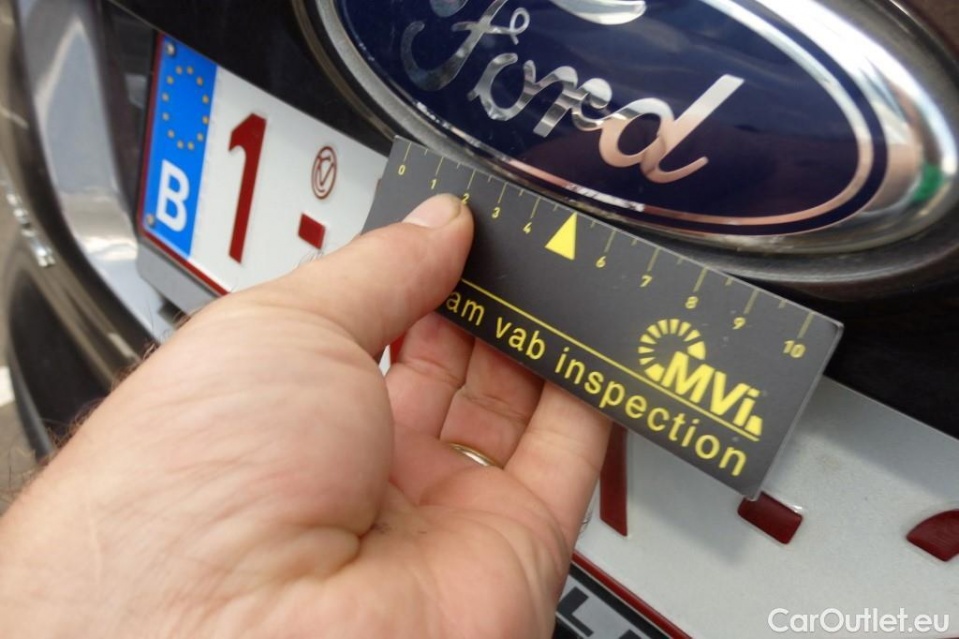 Ford
B
1-
0 1 2 3 4 6 7 8 9 10
MVi
am vab inspection
CarOutlet.eu